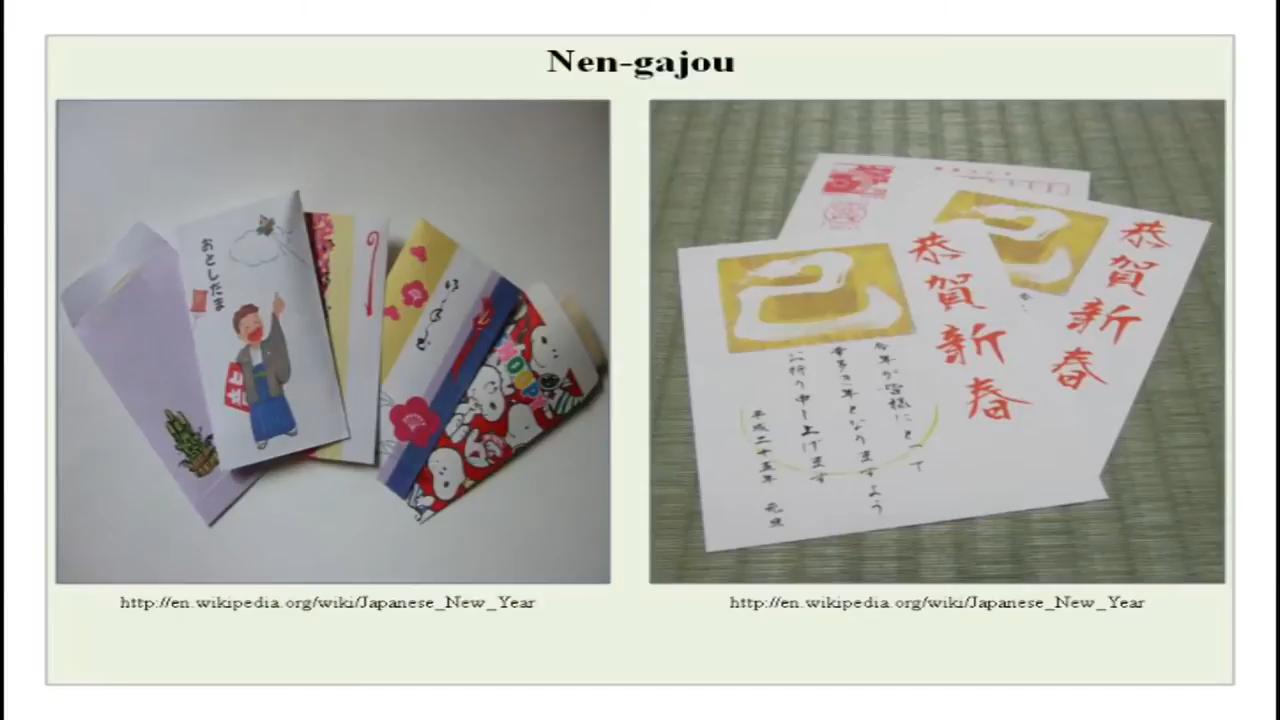 Nen-gajou
おとしだま
恭賀新春
今年が皆様にとって
幸多き年となりますよう
お祈り申し上げます
平成二十五年 元旦
恭賀新春
http://en.wikipedia.org/wiki/Japanese_New_Year
http://en.wikipedia.org/wiki/Japanese_New_Year